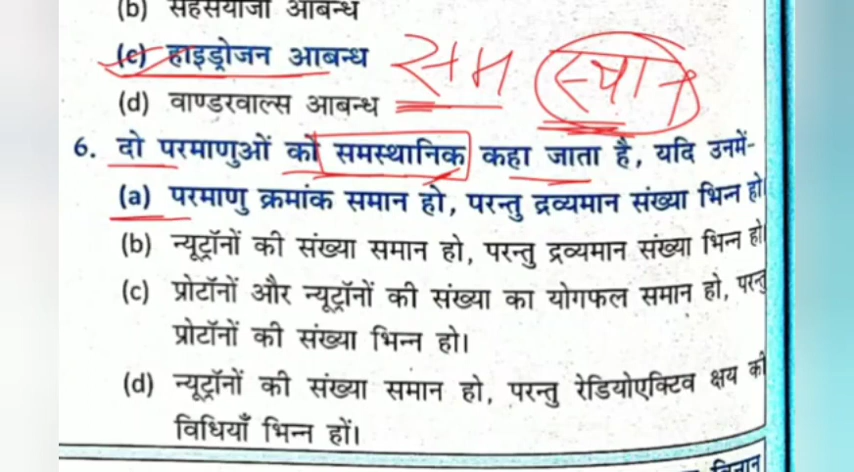 (b) सहसंयोजी आबन्ध
(c) हाइड्रोजन आबन्ध
सम स्था
(d) वाण्डरवाल्स आबन्ध
6. दो परमाणुओं को समस्थानिक कहा जाता है, यदि उनमें-
(a) परमाणु क्रमांक समान हो, परन्तु द्रव्यमान संख्या भिन्न हो।
(b) न्यूट्रॉनों की संख्या समान हो, परन्तु द्रव्यमान संख्या भिन्न हो।
(c) प्रोटॉनों और न्यूट्रॉनों की संख्या का योगफल समान हो, परन्तु
प्रोटॉनों की संख्या भिन्न हो।
(d) न्यूट्रॉनों की संख्या समान हो, परन्तु रेडियोएक्टिव क्षय की
विधियाँ भिन्न हों।